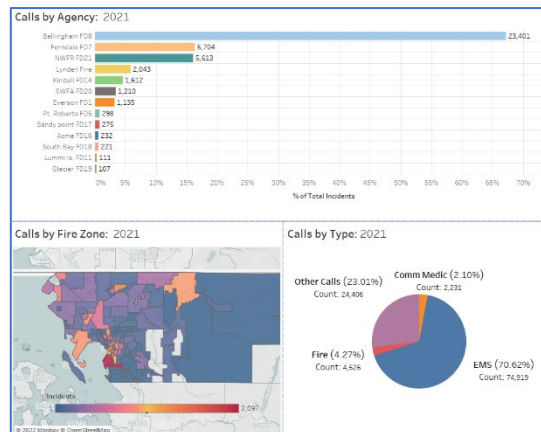 Calls by Agency: 2021
Bellingham FD8 23,401
Ferndale FD7 5,704
NWFR FD21 5,613
Lynden Fire 2,043
Kindall FD14 1,612
SWFA FD20 1,210
Everson FD1 1,135
Pt. Roberts FD5 298
Sandy point FD17 275
Acme FD16 232
South Bay FD18 221
Lummi Is. FD11 111
Glacier FD19 107
0% 5% 10% 15% 20% 25% 30% 35% 40% 45% 50% 55% 60% 65% 70%
% of Total Incidents
Calls by Fire Zone: 2021
Incidents
1 2,097
© 2022 Mapbox © OpenStreetMap
Calls by Type: 2021
Other Calls (23.01%)
Count: 24,406
Comm Medic (2.10%)
Count: 2,231
Fire (4.27%)
Count: 4,526
EMS (70.62%)
Count: 74,919